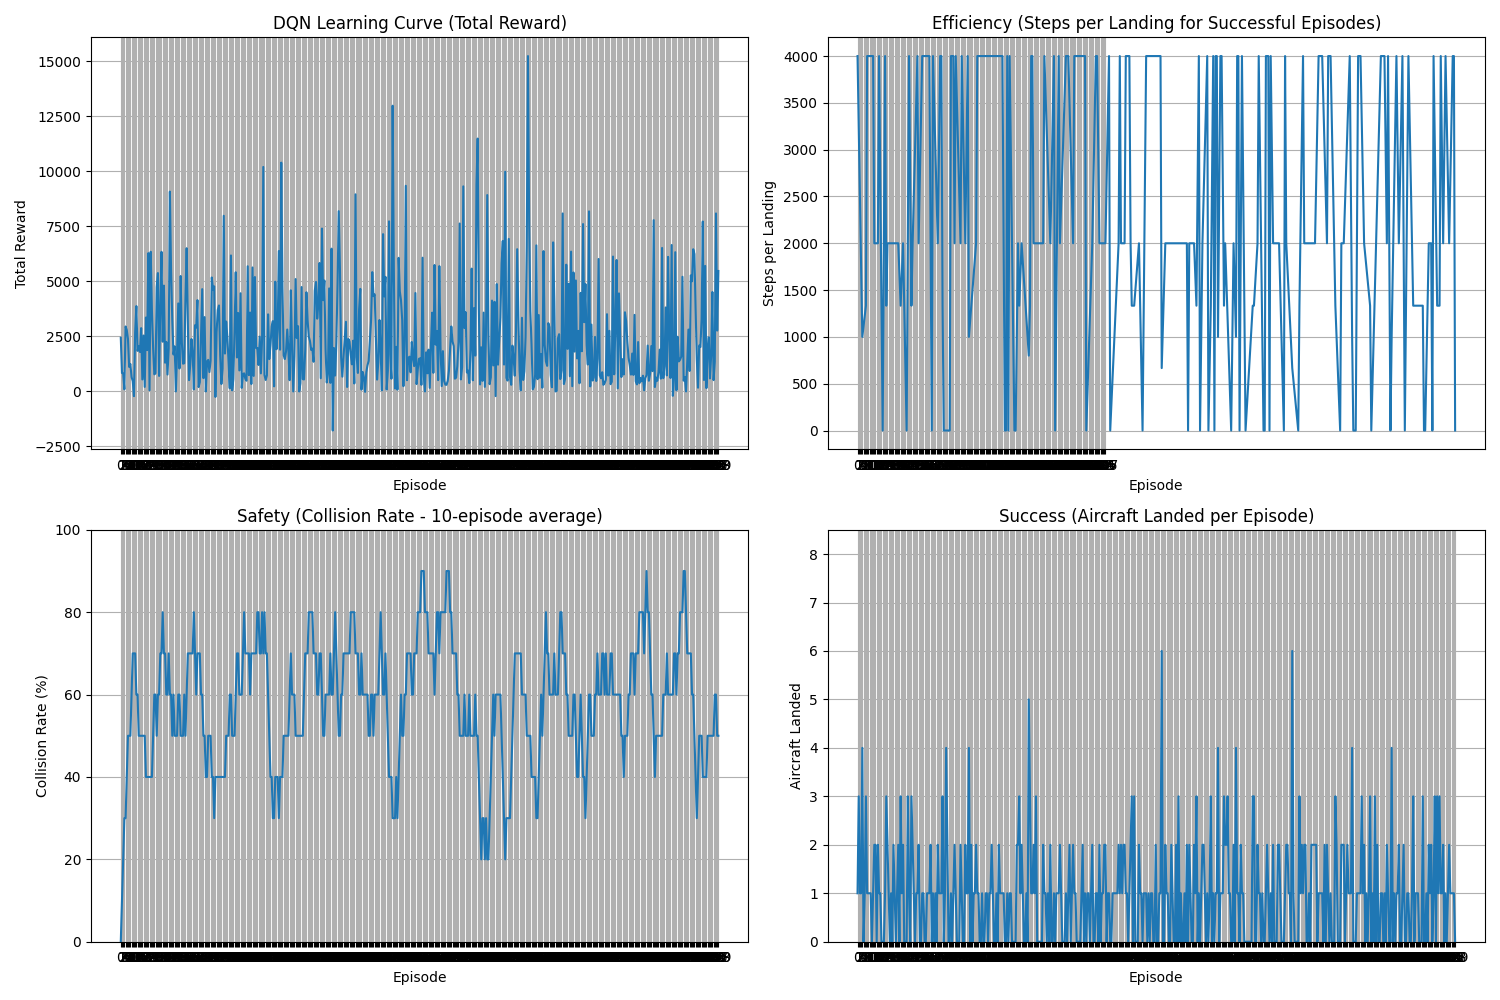 DQN Learning Curve (Total Reward)
Total Reward
15000
12500
10000
7500
5000
2500
0
−2500
Episode
Efficiency (Steps per Landing for Successful Episodes)
Steps per Landing
4000
3500
3000
2500
2000
1500
1000
500
0
Episode
Safety (Collision Rate - 10-episode average)
Collision Rate (%)
100
80
60
40
20
0
Episode
Success (Aircraft Landed per Episode)
Aircraft Landed
8
7
6
5
4
3
2
1
0
Episode